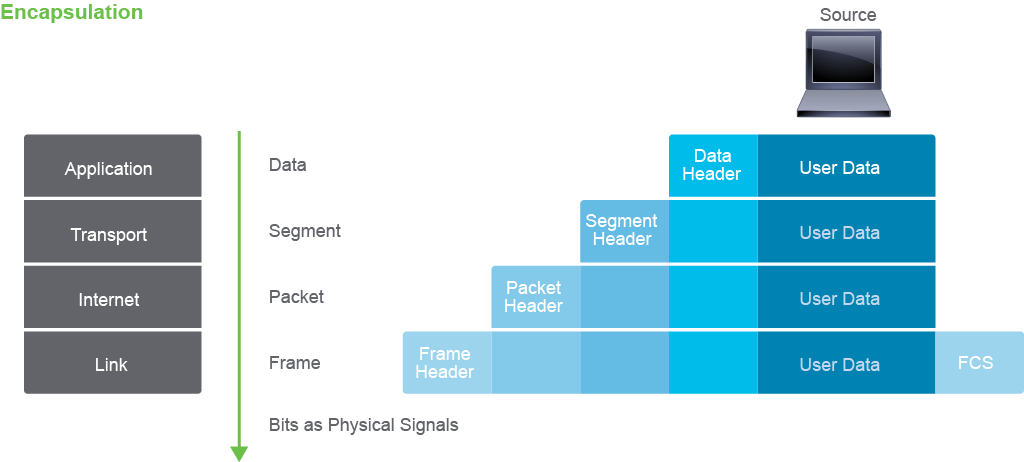 Encapsulation
Source
Application
Data
Data
Header
User Data
Transport
Segment
Segment
Header
User Data
Internet
Packet
Packet
Header
User Data
Link
Frame
Frame
Header
User Data
FCS
Bits as Physical Signals